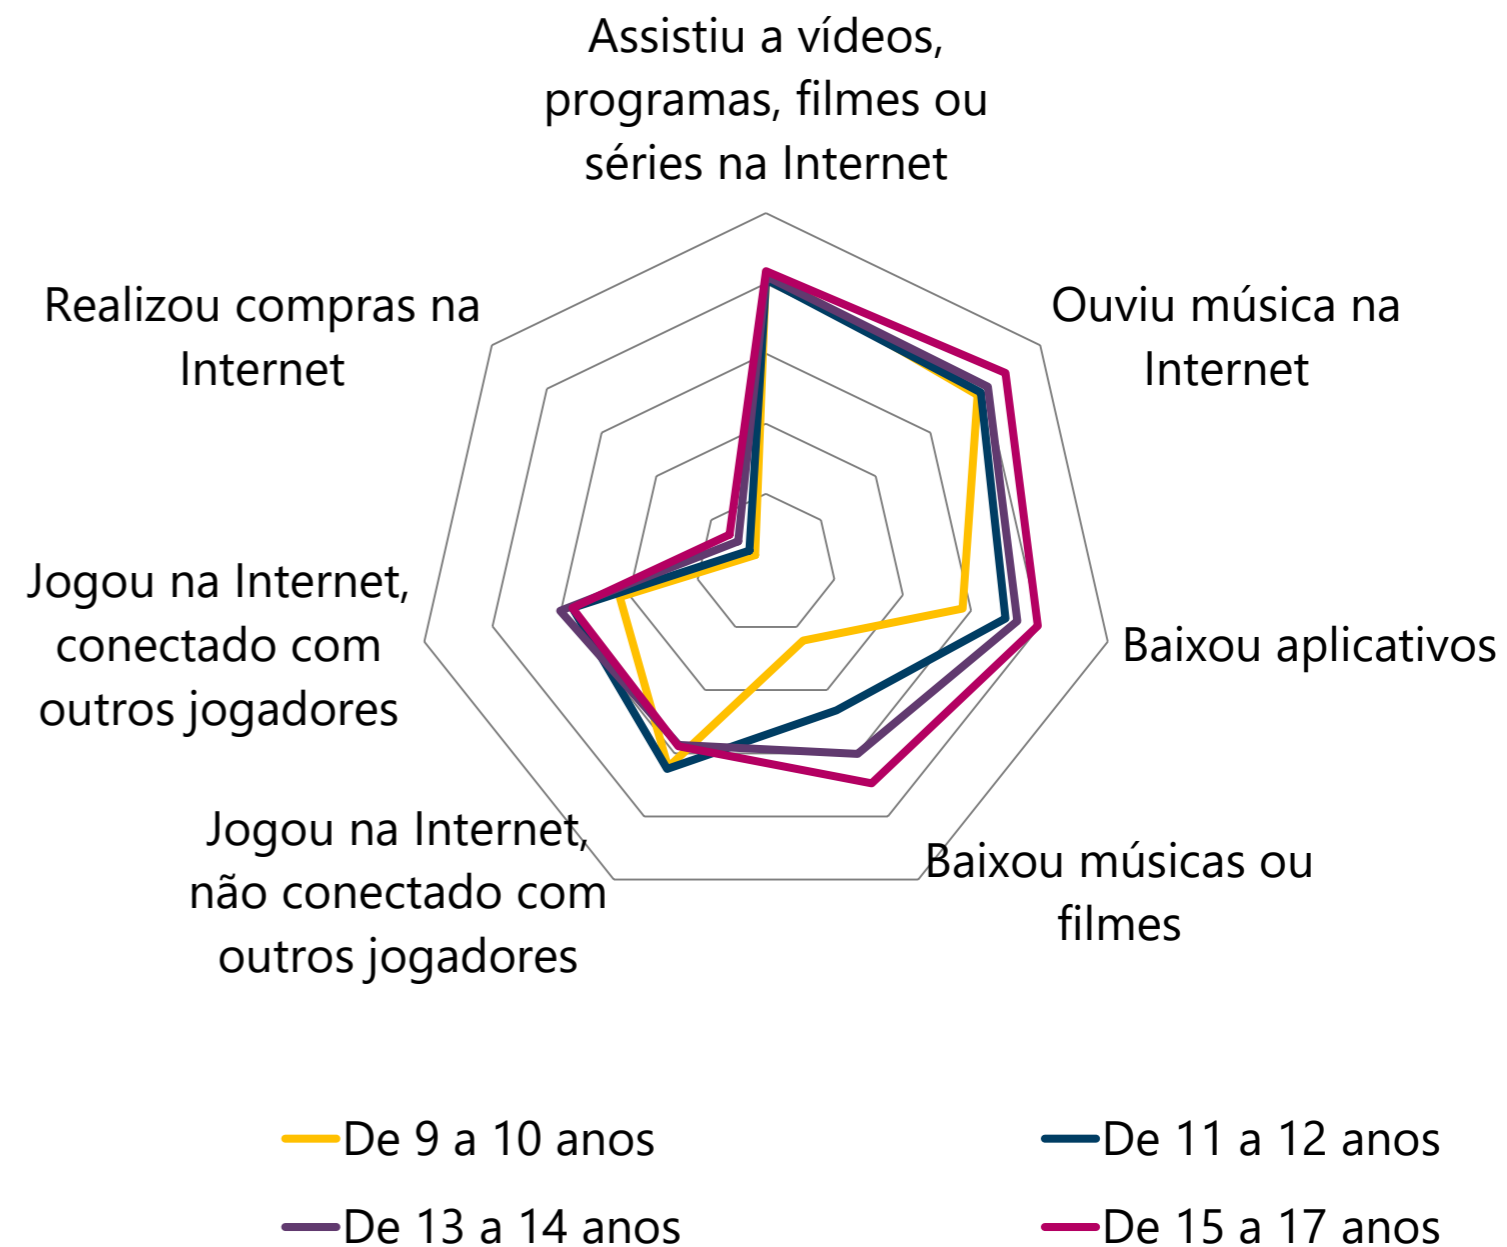 Assistiu a vídeos,
programas, filmes ou
séries na Internet
Realizou compras na
Internet
Ouviu música na
Internet
Jogou na Internet,
conectado com
outros jogadores
Baixou aplicativos
Jogou na Internet,
não conectado com
outros jogadores
Baixou músicas ou
filmes
De 9 a 10 anos
De 11 a 12 anos
De 13 a 14 anos
De 15 a 17 anos